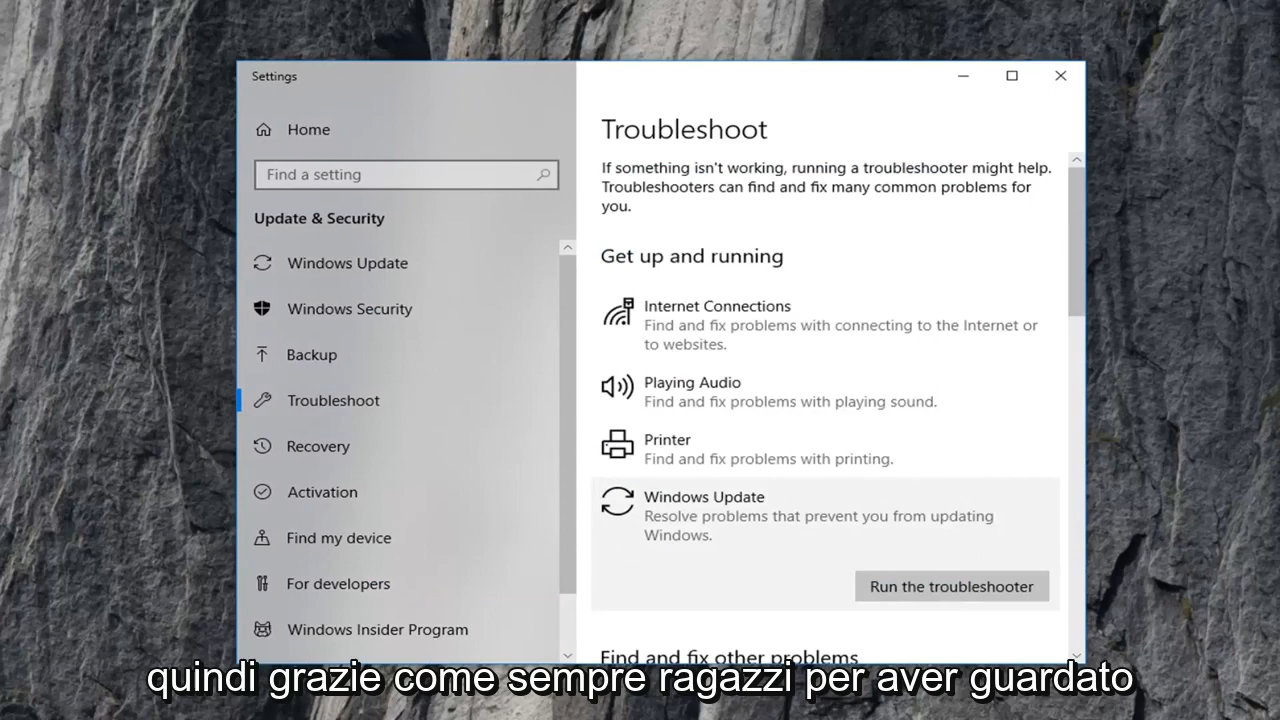 Settings
Home
Find a setting
Update & Security
Windows Update
Windows Security
Backup
Troubleshoot
Recovery
Activation
Find my device
For developers
Windows Insider Program
Troubleshoot
If something isn't working, running a troubleshooter might help.
Troubleshooters can find and fix many common problems for
you.
Get up and running
Internet Connections
Find and fix problems with connecting to the Internet or
to websites.
Playing Audio
Find and fix problems with playing sound.
Printer
Find and fix problems with printing.
Windows Update
Resolve problems that prevent you from updating
Windows.
Run the troubleshooter
Find and fix other problems
quindi grazie come sempre ragazzi per aver guardato